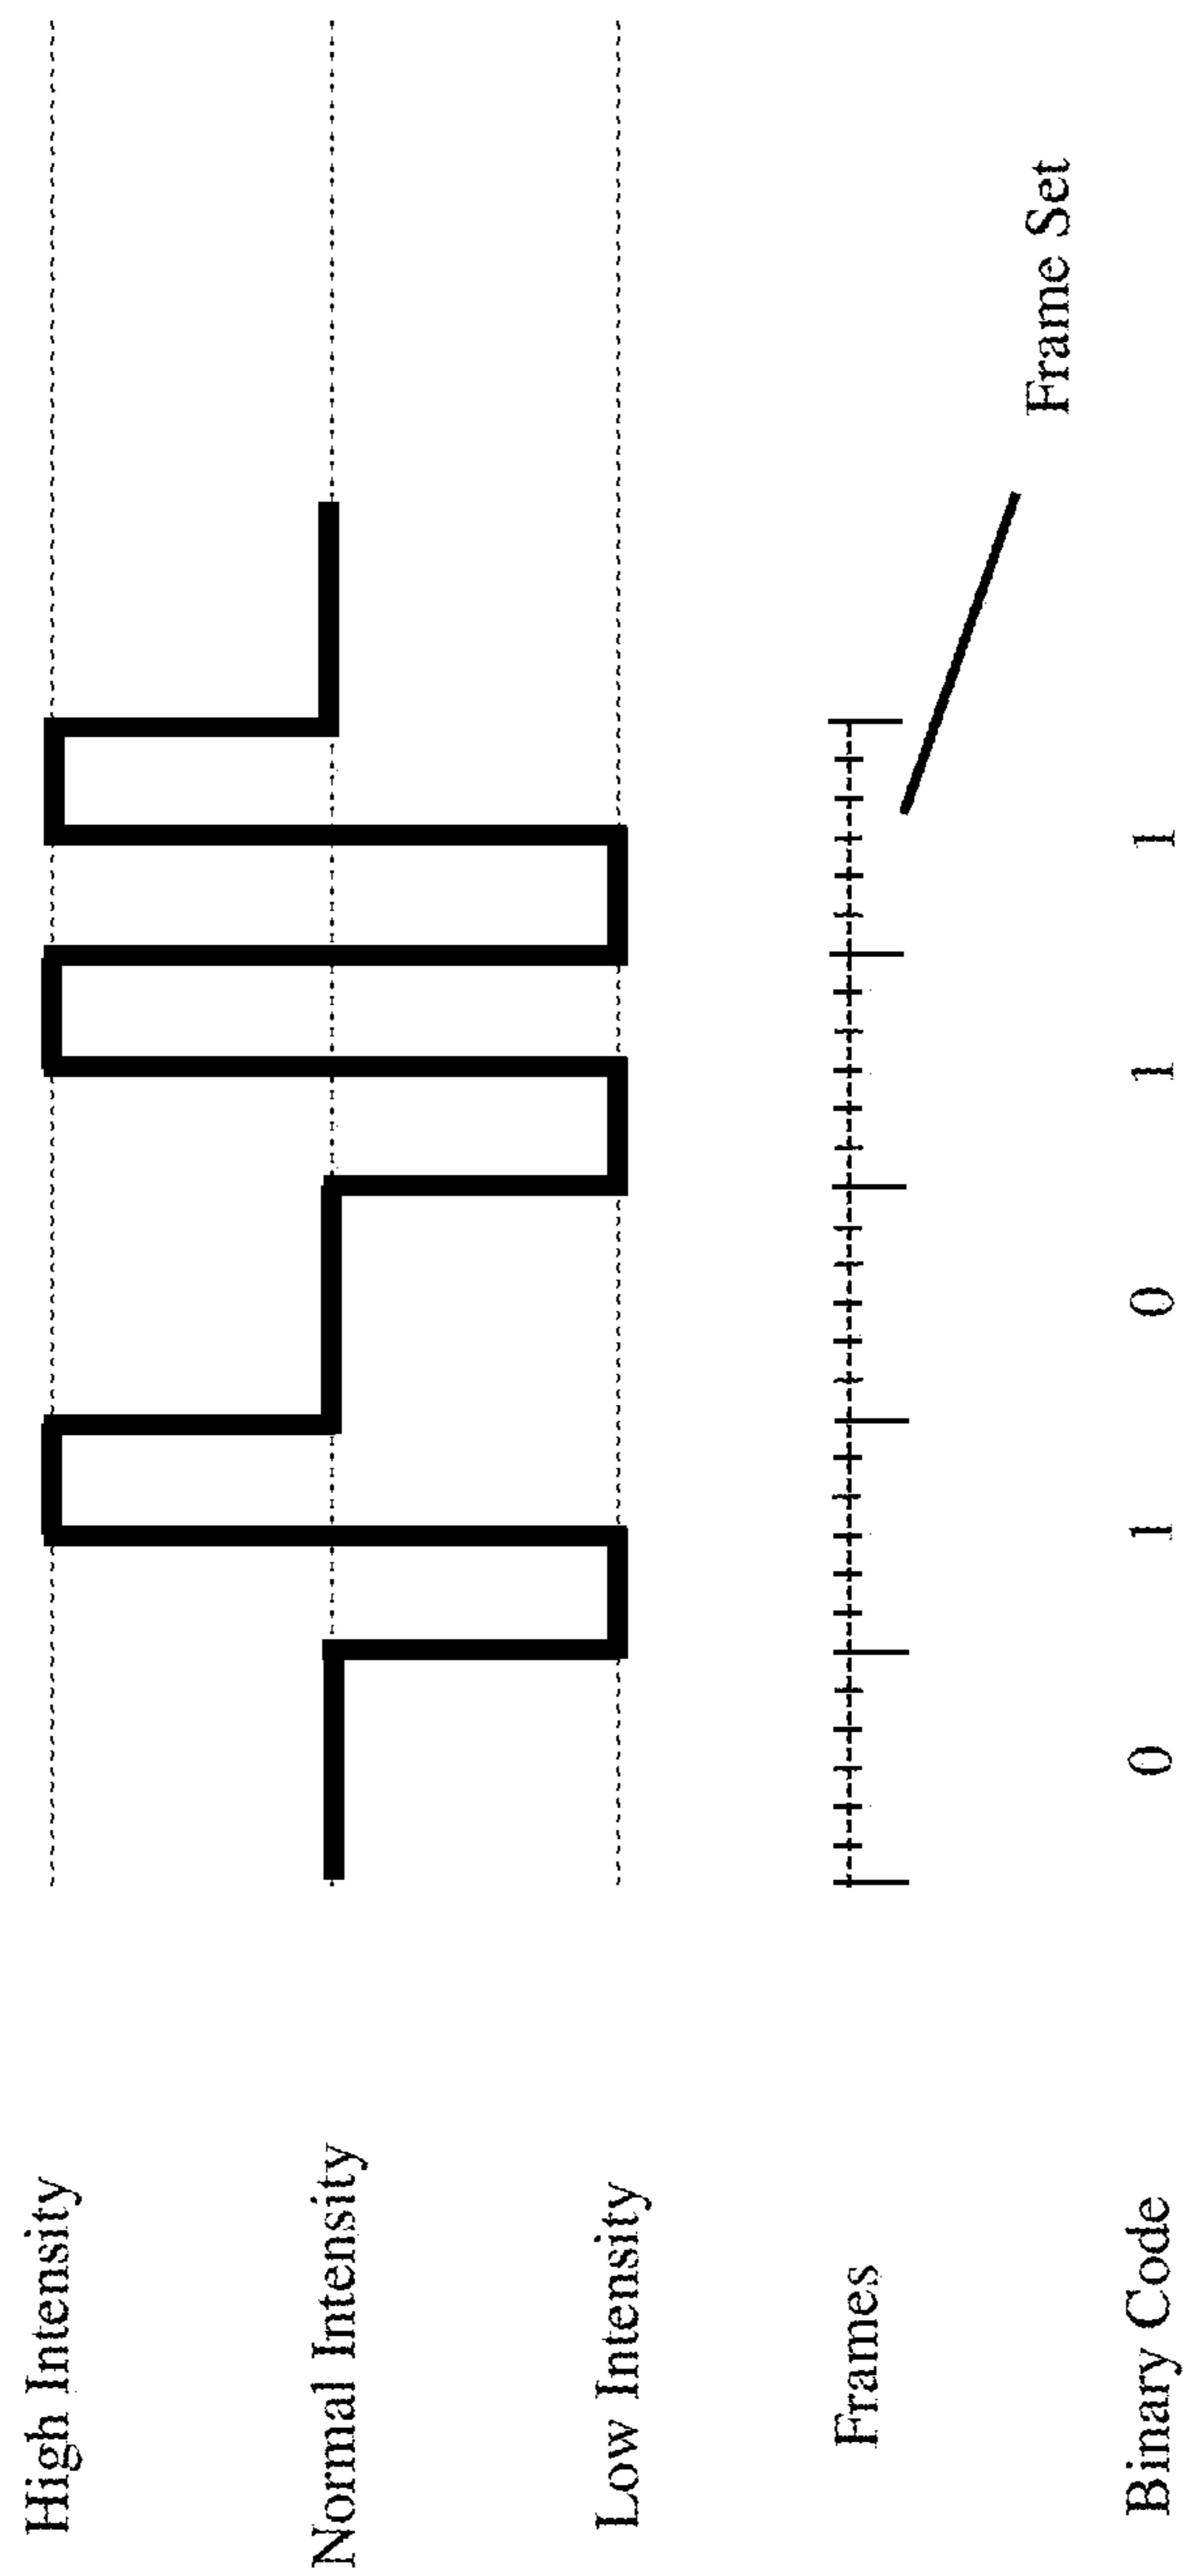 High Intensity
Normal Intensity
Low Intensity
Frames
Frame Set
Binary Code 0 1 0 1 1